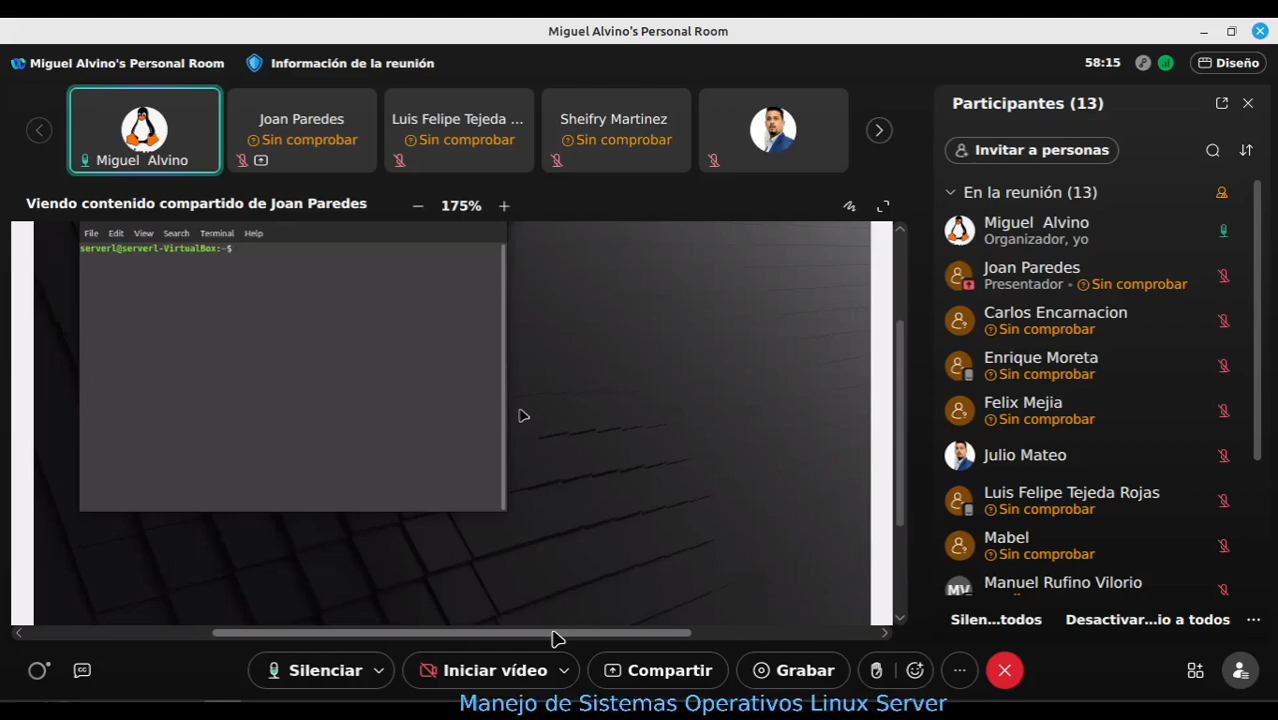 Miguel Alvino's Personal Room
Miguel Alvino's Personal Room
Información de la reunión
58:15
Diseño
Miguel Alvino
Joan Paredes
Sin comprobar
Luis Felipe Tejeda ...
Sin comprobar
Sheifry Martinez
Sin comprobar
Viendo contenido compartido de Joan Paredes
175%
File Edit View Search Terminal Help
serverl@serverl-VirtualBox:~$
Participantes (13)
Invitar a personas
En la reunión (13)
Miguel Alvino
Organizador, yo
Joan Paredes
Presentador • Sin comprobar
Carlos Encarnacion
Sin comprobar
Enrique Moreta
Sin comprobar
Felix Mejia
Sin comprobar
Julio Mateo
Luis Felipe Tejeda Rojas
Sin comprobar
Mabel
Sin comprobar
MV
Manuel Rufino Vilorio
Silen...todos
Desactivar...io a todos
Silenciar
Iniciar vídeo
Compartir
Grabar
Manejo de Sistemas Operativos Linux Server